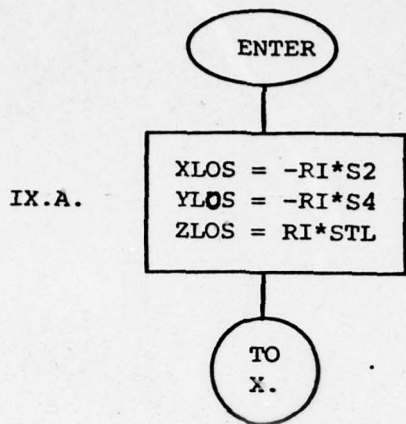 ENTER
IX.A.
XLOS = -RI*S2
YLOS = -RI*S4
ZLOS = RI*STL
TO
X.